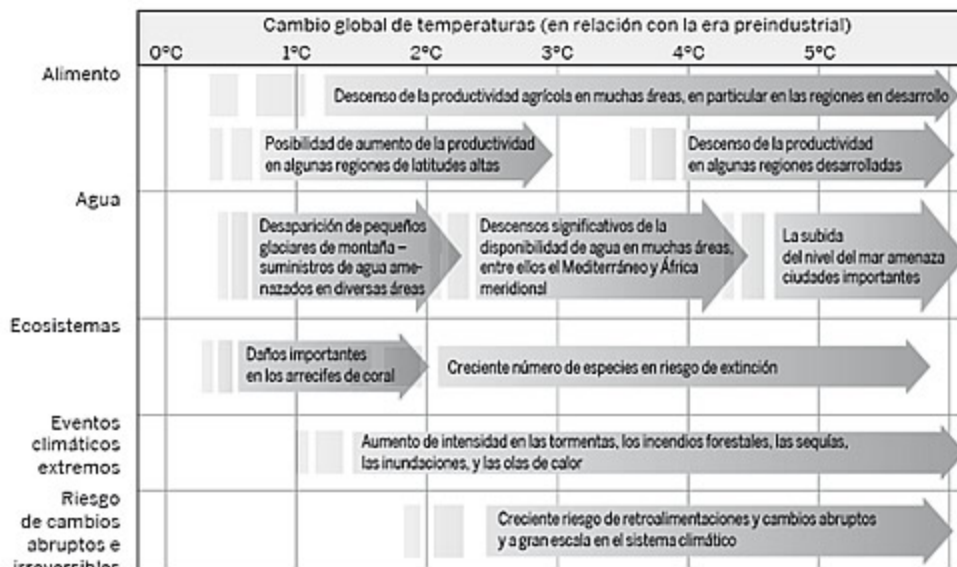 Cambio global de temperaturas (en relación con la era preindustrial)
0°C 1°C 2°C 3°C 4°C 5°C
Alimento
Descenso de la productividad agrícola en muchas áreas, en particular en las regiones en desarrollo
Posibilidad de aumento de la productividad
en algunas regiones de latitudes altas
Descenso de la productividad
en algunas regiones desarrolladas
Agua
Desaparición de pequeños
glaciares de montaña –
suministros de agua ame-
nazados en diversas áreas
Descensos significativos de la
disponibilidad de agua en muchas áreas,
entre ellos el Mediterráneo y África
meridional
La subida
del nivel del mar amenaza
ciudades importantes
Ecosistemas
Daños importantes
en los arrecifes de coral
Creciente número de especies en riesgo de extinción
Eventos
climáticos
extremos
Aumento de intensidad en las tormentas, los incendios forestales, las sequías,
las inundaciones, y las olas de calor
Riesgo
de cambios
abruptos e
irreversibles
Creciente riesgo de retroalimentaciones y cambios abruptos
y a gran escala en el sistema climático